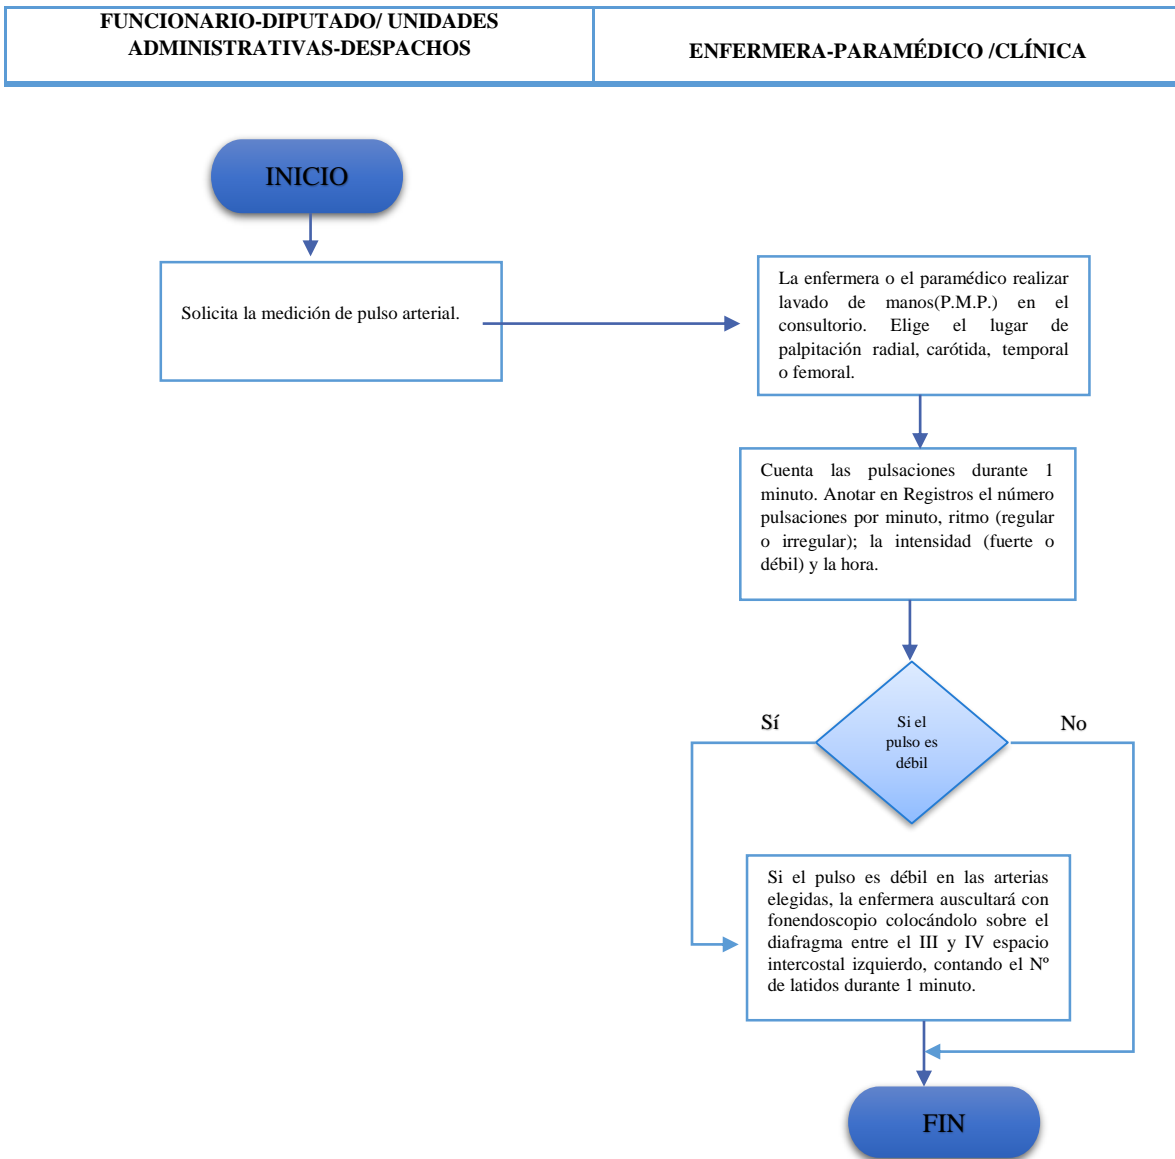 FUNCIONARIO-DIPUTADO/ UNIDADES
ADMINISTRATIVAS-DESPACHOS
ENFERMERA-PARAMÉDICO /CLÍNICA
INICIO
Solicita la medición de pulso arterial.
La enfermera o el paramédico realizar
lavado de manos(P.M.P.) en el
consultorio. Elige el lugar de
palpitación radial, carótida, temporal
o femoral.
Cuenta las pulsaciones durante 1
minuto. Anotar en Registros el número
pulsaciones por minuto, ritmo (regular
o irregular); la intensidad (fuerte o
débil) y la hora.
Sí
Si el
pulso es
débil
No
Si el pulso es débil en las arterias
elegidas, la enfermera auscultará con
fonendoscopio colocándolo sobre el
diafragma entre el III y IV espacio
intercostal izquierdo, contando el Nº
de latidos durante 1 minuto.
FIN